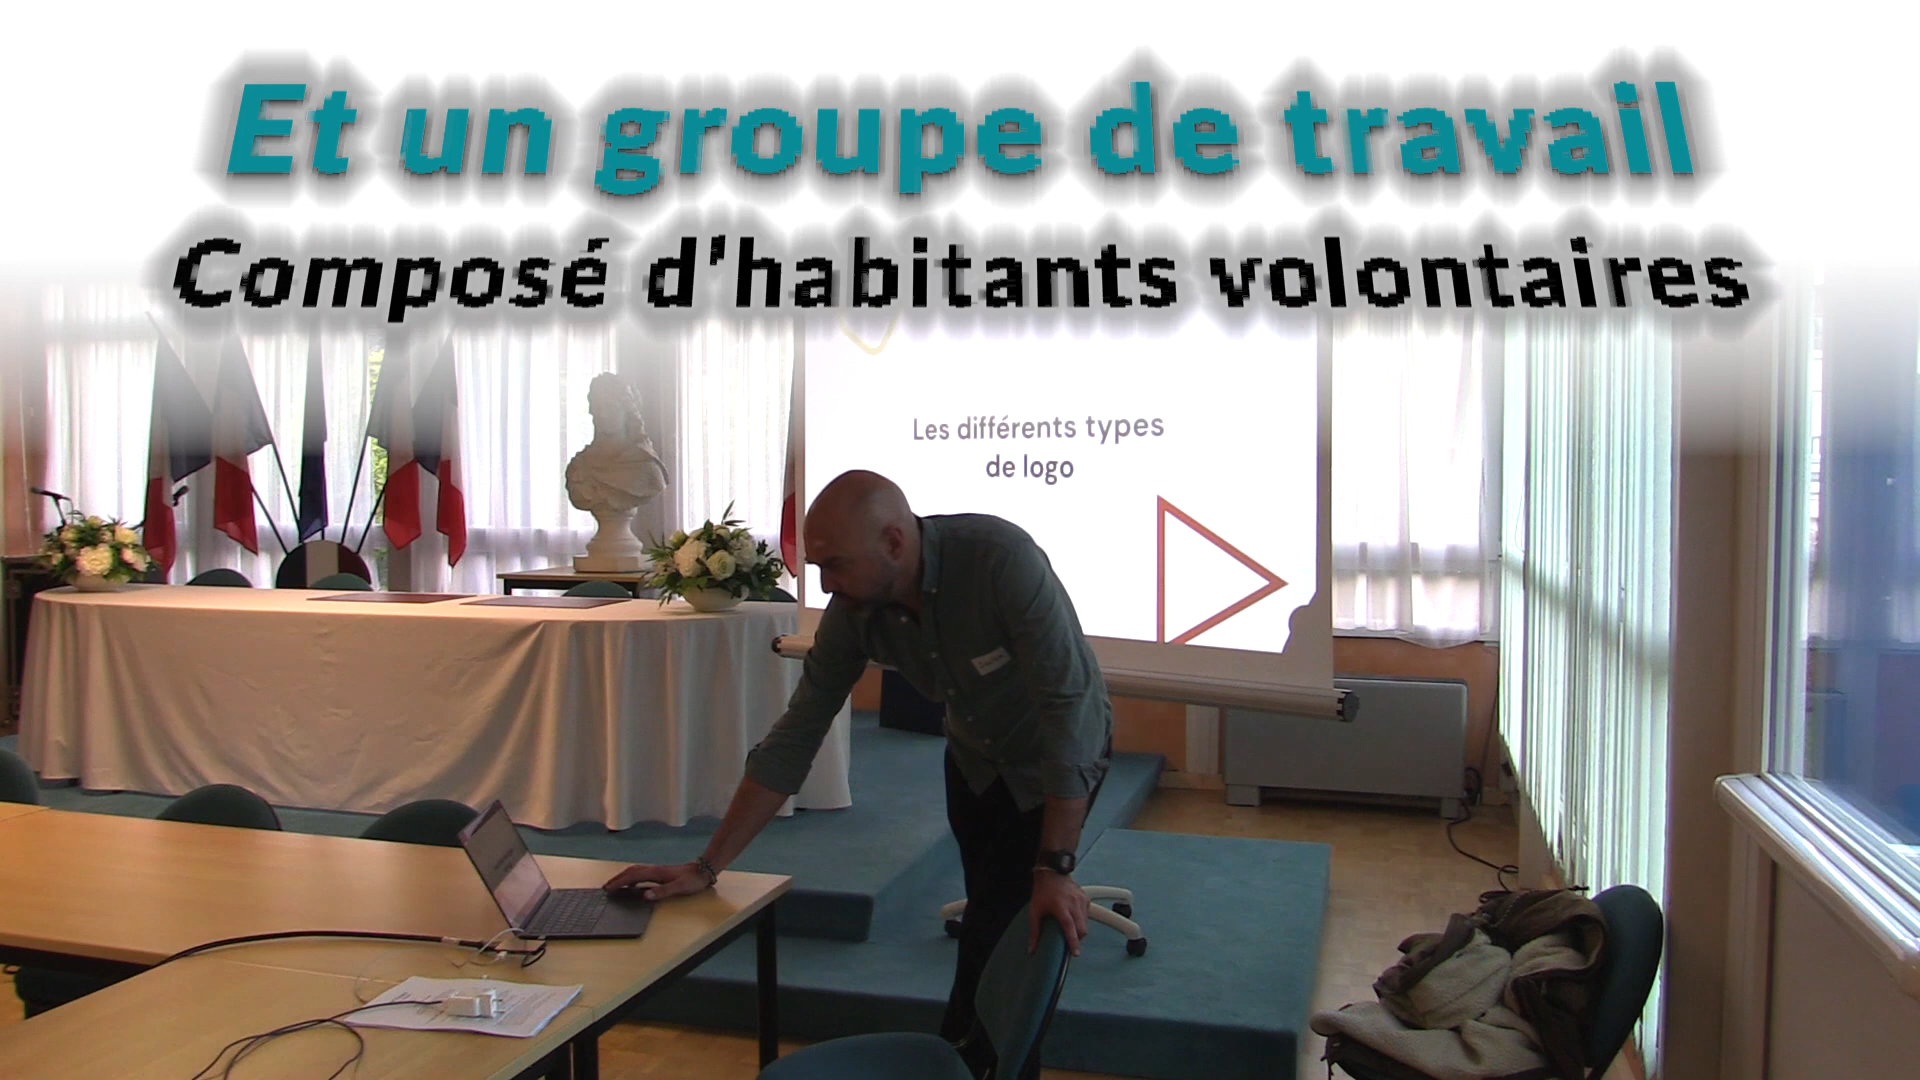 Et un groupe de travail
Composé d'habitants volontaires
Les différents types
de logo